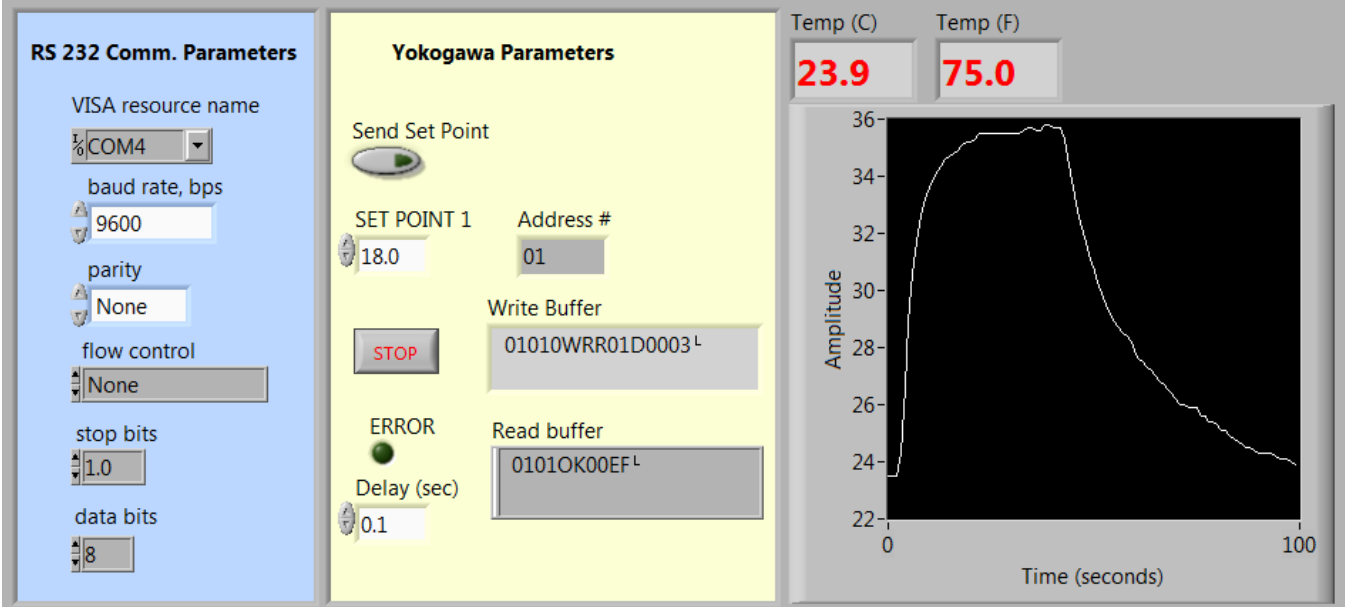 RS 232 Comm. Parameters
VISA resource name
I/O COM4
baud rate, bps
9600
parity
None
flow control
None
stop bits
1.0
data bits
8
Yokogawa Parameters
Send Set Point
SET POINT 1
18.0
Address #
01
Write Buffer
01010WRR01D0003└
STOP
ERROR
Read buffer
0101OK00EF└
Delay (sec)
0.1
Temp (C)
23.9
Temp (F)
75.0
36
34
32
30
28
26
24
22
Amplitude
0
100
Time (seconds)